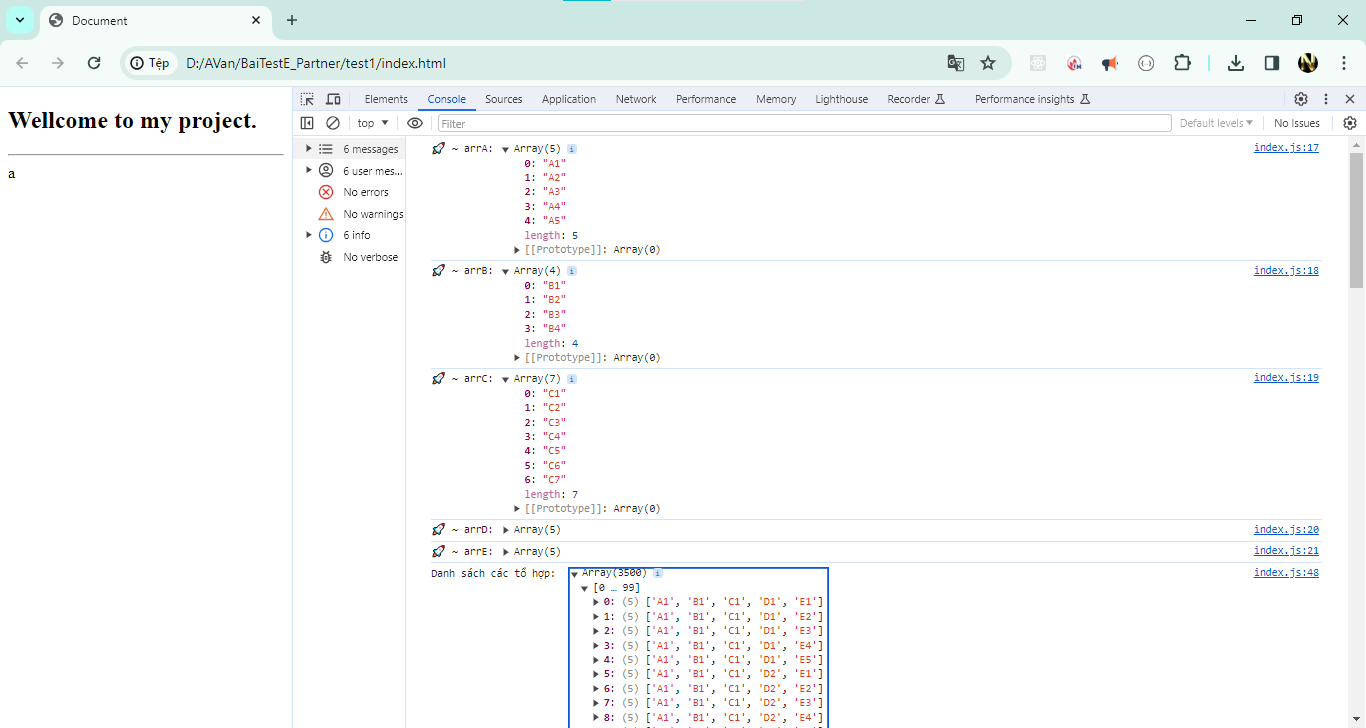 Document
Tệp D:/AVan/BaiTestE_Partner/test1/index.html
Wellcome to my project.
a
Elements Console Sources Application Network Performance Memory Lighthouse Recorder Performance insights
top Filter Default levels No Issues
6 messages
6 user mes...
No errors
No warnings
6 info
No verbose
~ arrA: Array(5) i index.js:17
0: "A1"
1: "A2"
2: "A3"
3: "A4"
4: "A5"
length: 5
[[Prototype]]: Array(0)
~ arrB: Array(4) i index.js:18
0: "B1"
1: "B2"
2: "B3"
3: "B4"
length: 4
[[Prototype]]: Array(0)
~ arrC: Array(7) i index.js:19
0: "C1"
1: "C2"
2: "C3"
3: "C4"
4: "C5"
5: "C6"
6: "C7"
length: 7
[[Prototype]]: Array(0)
~ arrD: Array(5) index.js:20
~ arrE: Array(5) index.js:21
Danh sách các tổ hợp: Array(3500) i index.js:48
[0 … 99]
0: (5) ['A1', 'B1', 'C1', 'D1', 'E1']
1: (5) ['A1', 'B1', 'C1', 'D1', 'E2']
2: (5) ['A1', 'B1', 'C1', 'D1', 'E3']
3: (5) ['A1', 'B1', 'C1', 'D1', 'E4']
4: (5) ['A1', 'B1', 'C1', 'D1', 'E5']
5: (5) ['A1', 'B1', 'C1', 'D2', 'E1']
6: (5) ['A1', 'B1', 'C1', 'D2', 'E2']
7: (5) ['A1', 'B1', 'C1', 'D2', 'E3']
8: (5) ['A1', 'B1', 'C1', 'D2', 'E4']